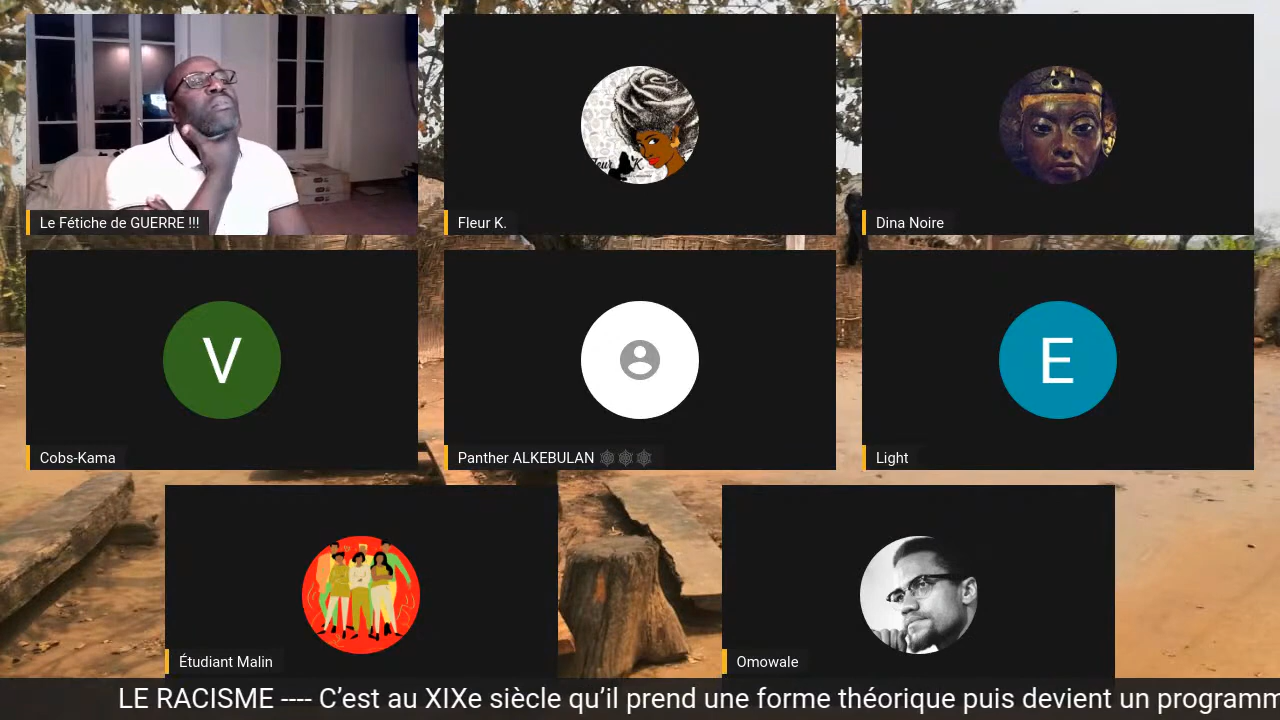 Le Fétiche de GUERRE !!!
Fleur K.
Dina Noire
V
Cobs-Kama
Panther ALKEBULAN 🕸🕸🕸
E
Light
Étudiant Malin
Omowale
LE RACISME ---- C’est au XIXe siècle qu’il prend une forme théorique puis devient un programm